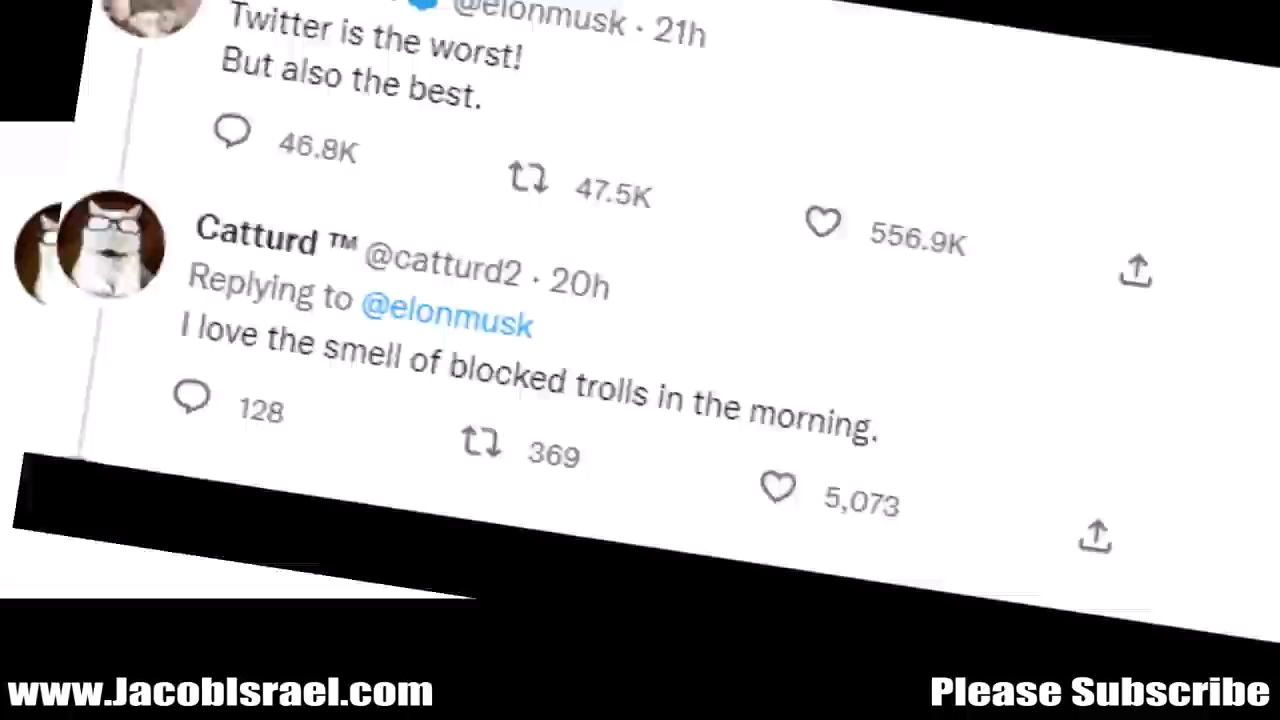 @elonmusk · 21h
Twitter is the worst!
But also the best.
46.8K 47.5K 556.9K
Catturd ™ @catturd2 · 20h
Replying to @elonmusk
I love the smell of blocked trolls in the morning.
128 369 5,073
www.JacobIsrael.com Please Subscribe